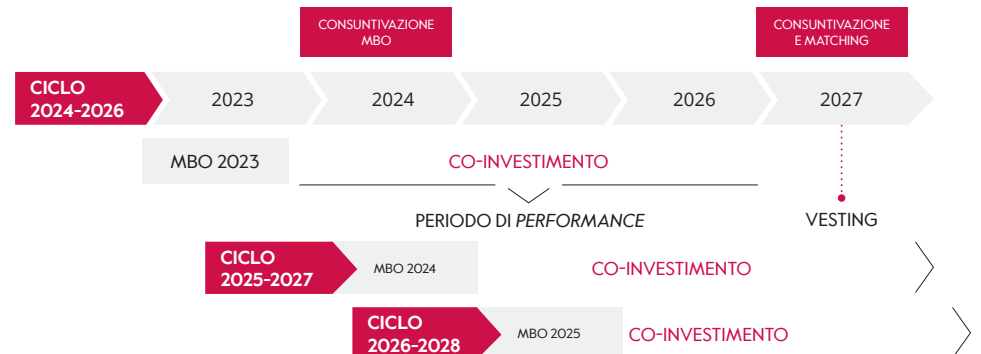 CONSUNTIVAZIONE
MBO
CONSUNTIVAZIONE
E MATCHING
CICLO
2024-2026
2023
2024
2025
2026
2027
MBO 2023
CO-INVESTIMENTO
PERIODO DI PERFORMANCE
VESTING
CICLO
2025-2027
MBO 2024
CO-INVESTIMENTO
CICLO
2026-2028
MBO 2025
CO-INVESTIMENTO